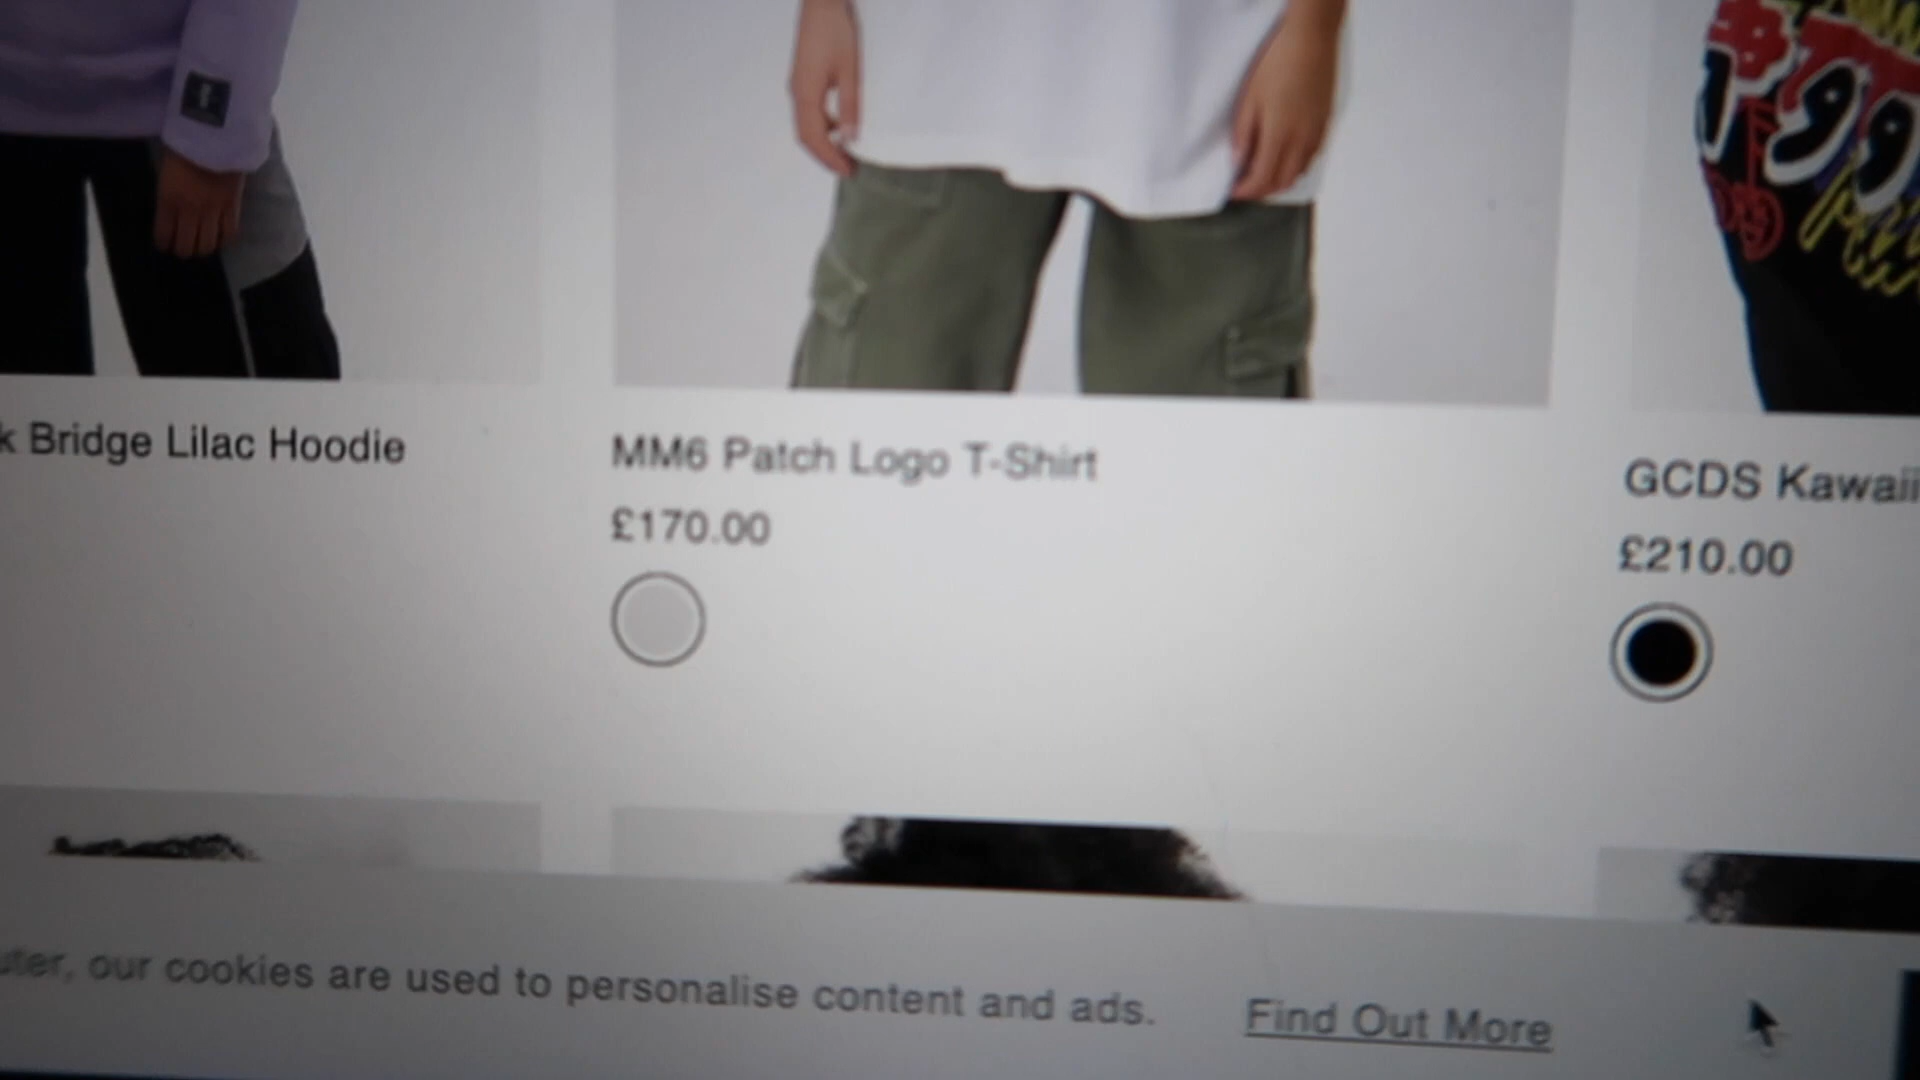 k Bridge Lilac Hoodie
MM6 Patch Logo T-Shirt
£170.00
GCDS Kawaii
£210.00
our cookies are used to personalise content and ads.
Find Out More